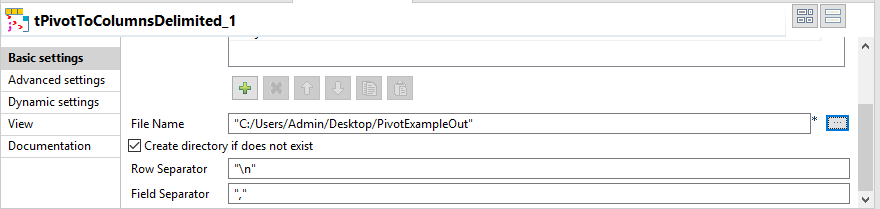 tPivotToColumnsDelimited_1
Basic settings
Advanced settings
Dynamic settings
View
Documentation
File Name "C:/Users/Admin/Desktop/PivotExampleOut" * ...
Create directory if does not exist
Row Separator "\n"
Field Separator ","